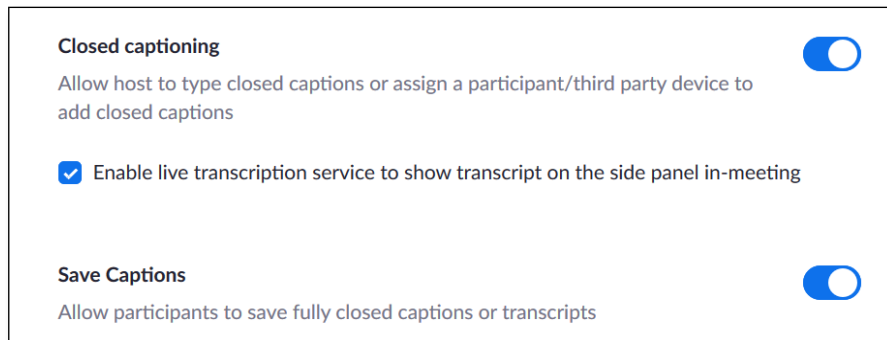 Closed captioning
Allow host to type closed captions or assign a participant/third party device to
add closed captions
Enable live transcription service to show transcript on the side panel in-meeting
Save Captions
Allow participants to save fully closed captions or transcripts